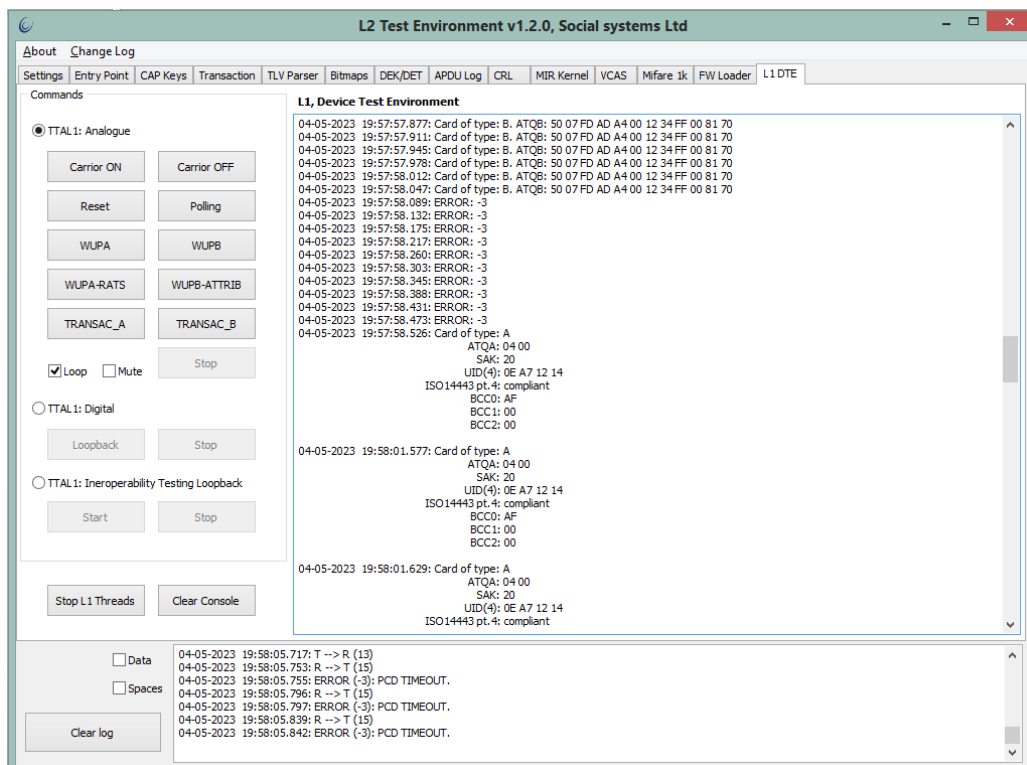 L2 Test Environment v1.2.0, Social systems Ltd
About Change Log
Settings Entry Point CAP Keys Transaction TLV Parser Bitmaps DEK/DET APDU Log CRL MIR Kernel VCAS Mifare 1k FW Loader L1 DTE
Commands
TTAL1: Analogue
Carrior ON Carrior OFF
Reset Polling
WUPA WUPB
WUPA-RATS WUPB-ATTRIB
TRANSAC_A TRANSAC_B
Loop Mute Stop
TTAL1: Digital
Loopback Stop
TTAL1: Ineroperability Testing Loopback
Start Stop
Stop L1 Threads Clear Console
L1, Device Test Environment
04-05-2023 19:57:57.877: Card of type: B. ATQB: 50 07 FD AD A4 00 12 34 FF 00 81 70
04-05-2023 19:57:57.911: Card of type: B. ATQB: 50 07 FD AD A4 00 12 34 FF 00 81 70
04-05-2023 19:57:57.945: Card of type: B. ATQB: 50 07 FD AD A4 00 12 34 FF 00 81 70
04-05-2023 19:57:57.978: Card of type: B. ATQB: 50 07 FD AD A4 00 12 34 FF 00 81 70
04-05-2023 19:57:58.012: Card of type: B. ATQB: 50 07 FD AD A4 00 12 34 FF 00 81 70
04-05-2023 19:57:58.047: Card of type: B. ATQB: 50 07 FD AD A4 00 12 34 FF 00 81 70
04-05-2023 19:57:58.089: ERROR: -3
04-05-2023 19:57:58.132: ERROR: -3
04-05-2023 19:57:58.175: ERROR: -3
04-05-2023 19:57:58.217: ERROR: -3
04-05-2023 19:57:58.260: ERROR: -3
04-05-2023 19:57:58.303: ERROR: -3
04-05-2023 19:57:58.345: ERROR: -3
04-05-2023 19:57:58.388: ERROR: -3
04-05-2023 19:57:58.431: ERROR: -3
04-05-2023 19:57:58.473: ERROR: -3
04-05-2023 19:57:58.526: Card of type: A
ATQA: 04 00
SAK: 20
UID(4): 0E A7 12 14
ISO14443 pt.4: compliant
BCC0: AF
BCC1: 00
BCC2: 00
04-05-2023 19:58:01.577: Card of type: A
ATQA: 04 00
SAK: 20
UID(4): 0E A7 12 14
ISO14443 pt.4: compliant
BCC0: AF
BCC1: 00
BCC2: 00
04-05-2023 19:58:01.629: Card of type: A
ATQA: 04 00
SAK: 20
UID(4): 0E A7 12 14
ISO14443 pt.4: compliant
Data
Spaces
Clear log
04-05-2023 19:58:05.717: T --> R (13)
04-05-2023 19:58:05.753: R --> T (15)
04-05-2023 19:58:05.755: ERROR (-3): PCD TIMEOUT.
04-05-2023 19:58:05.796: R --> T (15)
04-05-2023 19:58:05.797: ERROR (-3): PCD TIMEOUT.
04-05-2023 19:58:05.839: R --> T (15)
04-05-2023 19:58:05.842: ERROR (-3): PCD TIMEOUT.